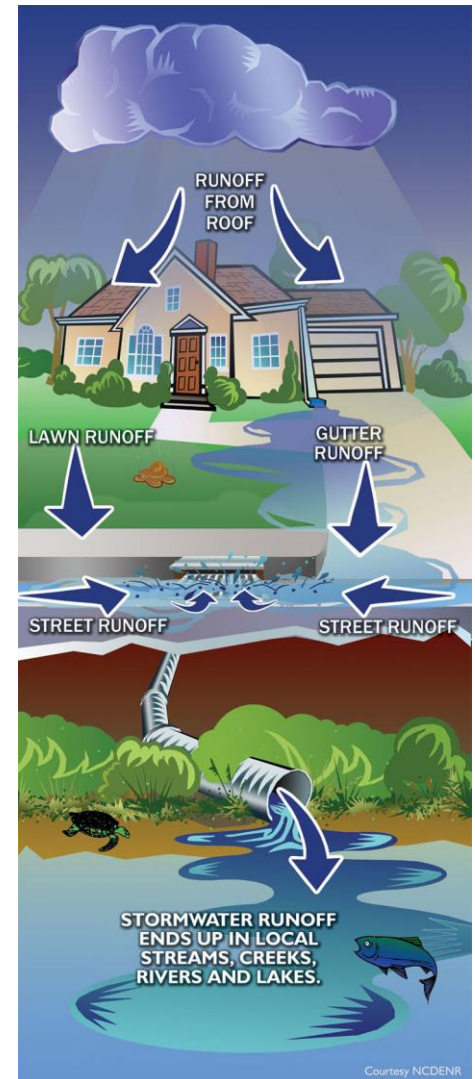 RUNOFF
FROM
ROOF
LAWN RUNOFF
GUTTER
RUNOFF
STREET RUNOFF
STREET RUNOFF
STORMWATER RUNOFF
ENDS UP IN LOCAL
STREAMS, CREEKS,
RIVERS AND LAKES.
Courtesy NCDENR